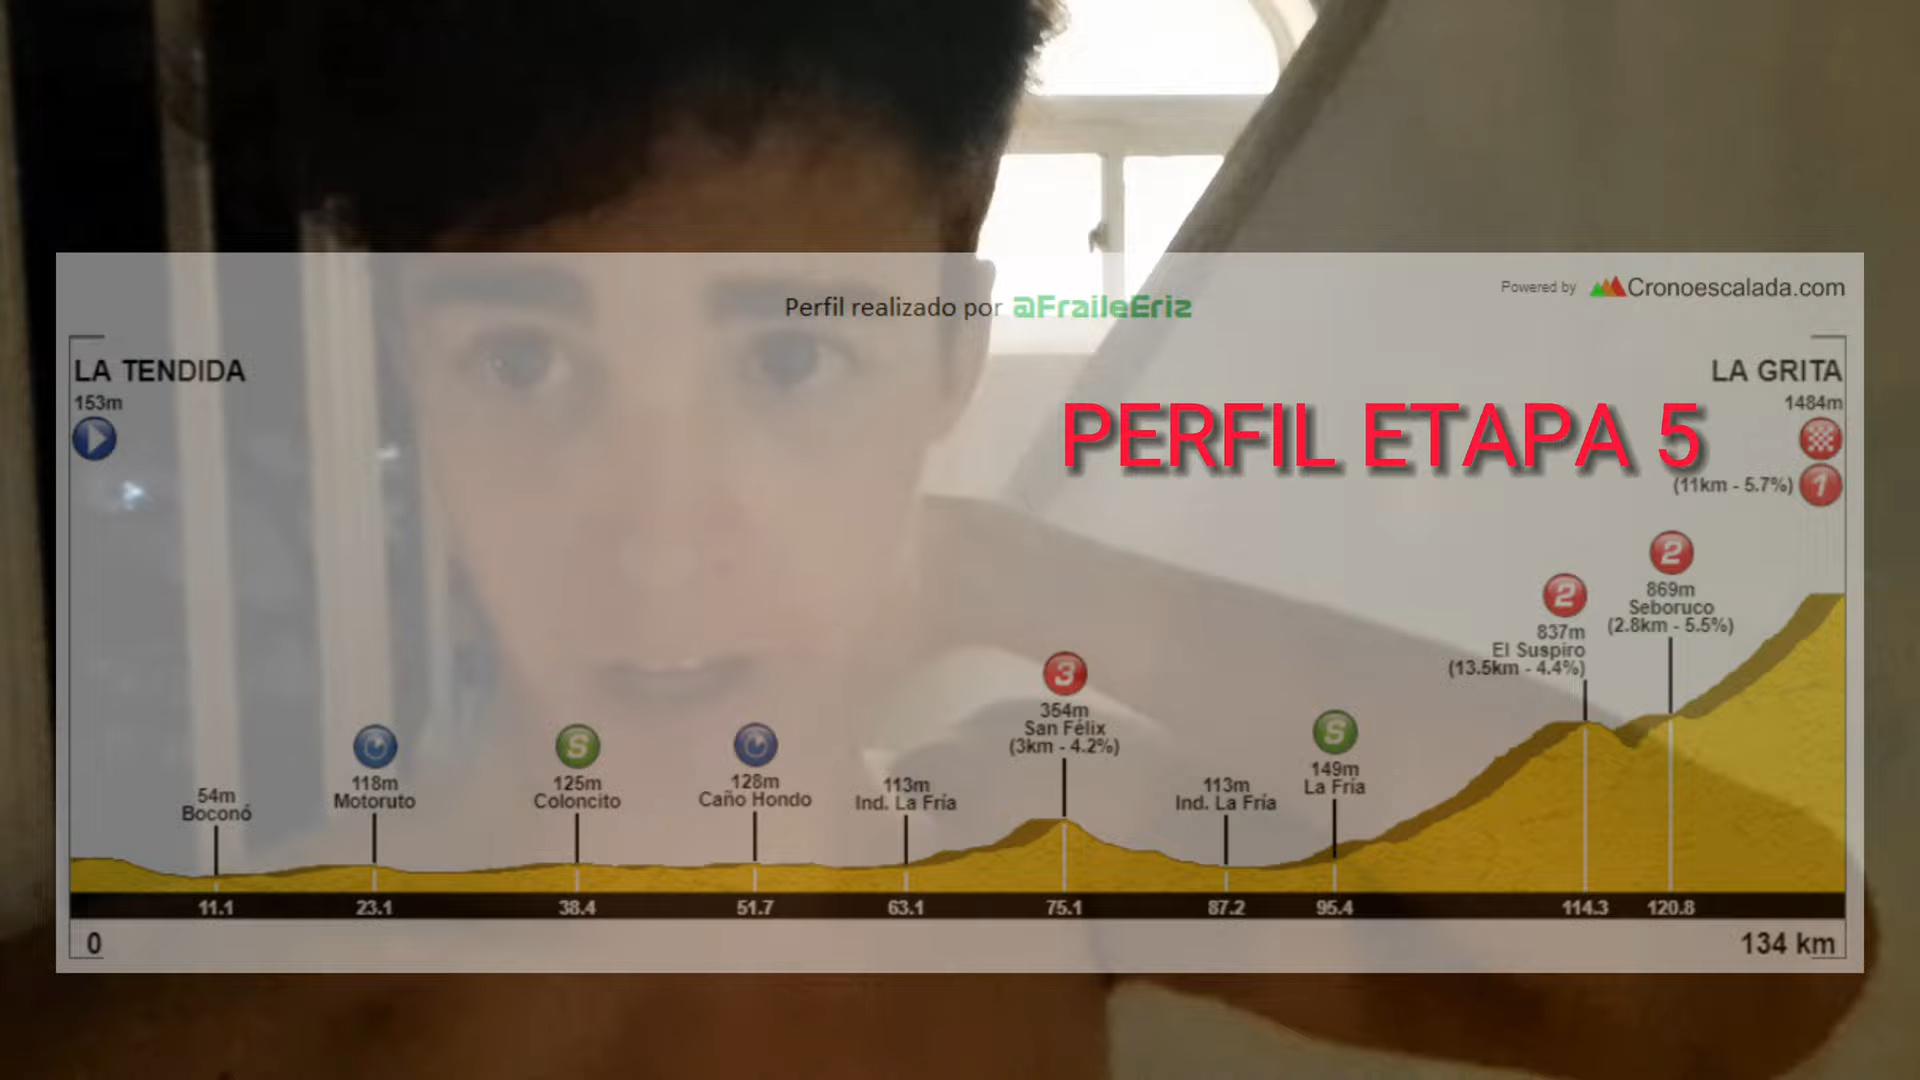 Powered by Cronoescalada.com
Perfil realizado por @FraileEriz
LA TENDIDA
153m
LA GRITA
1484m
PERFIL ETAPA 5
1
(11km - 5.7%)
2
869m
Seboruco
(2.8km - 5.5%)
2
837m
El Suspiro
(13.5km - 4.4%)
3
354m
San Félix
(3km - 4.2%)
S
149m
La Fría
113m
Ind. La Fría
113m
Ind. La Fría
128m
Caño Hondo
S
125m
Coloncito
118m
Motoruto
54m
Boconó
11.1 23.1 38.4 51.7 63.1 75.1 87.2 95.4 114.3 120.8
0
134 km